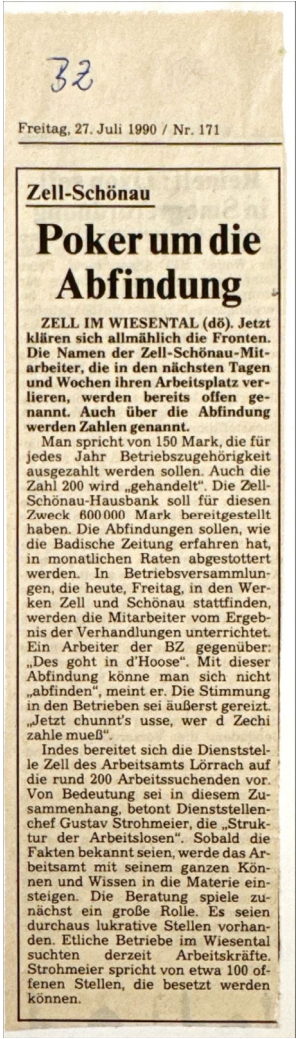 BZ
Freitag, 27. Juli 1990 / Nr. 171
Zell-Schönau
Poker um die
Abfindung
ZELL IM WIESENTAL (dö). Jetzt
klären sich allmählich die Fronten.
Die Namen der Zell-Schönau-Mit-
arbeiter, die in den nächsten Tagen
und Wochen ihren Arbeitsplatz ver-
lieren, werden bereits offen ge-
nannt. Auch über die Abfindung
werden Zahlen genannt.
Man spricht von 150 Mark, die für
jedes Jahr Betriebszugehörigkeit
ausgezahlt werden sollen. Auch die
Zahl 200 wird „gehandelt“. Die Zell-
Schönau-Hausbank soll für diesen
Zweck 600 000 Mark bereitgestellt
haben. Die Abfindungen sollen, wie
die Badische Zeitung erfahren hat,
in monatlichen Raten abgestottert
werden. In Betriebsversammlun-
gen, die heute, Freitag, in den Wer-
ken Zell und Schönau stattfinden,
werden die Mitarbeiter vom Ergeb-
nis der Verhandlungen unterrichtet.
Ein Arbeiter der BZ gegenüber:
„Des goht in d'Hoose“. Mit dieser
Abfindung könne man sich nicht
„abfinden“, meint er. Die Stimmung
in den Betrieben sei äußerst gereizt.
„Jetzt chunnt's usse, wer d Zechi
zahle mueß“.
Indes bereitet sich die Dienststel-
le Zell des Arbeitsamts Lörrach auf
die rund 200 Arbeitssuchenden vor.
Von Bedeutung sei in diesem Zu-
sammenhang, betont Dienststellen-
chef Gustav Strohmeier, die „Struk-
tur der Arbeitslosen“. Sobald die
Fakten bekannt seien, werde das Ar-
beitsamt mit seinem ganzen Kön-
nen und Wissen in die Materie ein-
steigen. Die Beratung spiele zu-
nächst ein große Rolle. Es seien
durchaus lukrative Stellen vorhan-
den. Etliche Betriebe im Wiesental
suchten derzeit Arbeitskräfte.
Strohmeier spricht von etwa 100 of-
fenen Stellen, die besetzt werden
können.